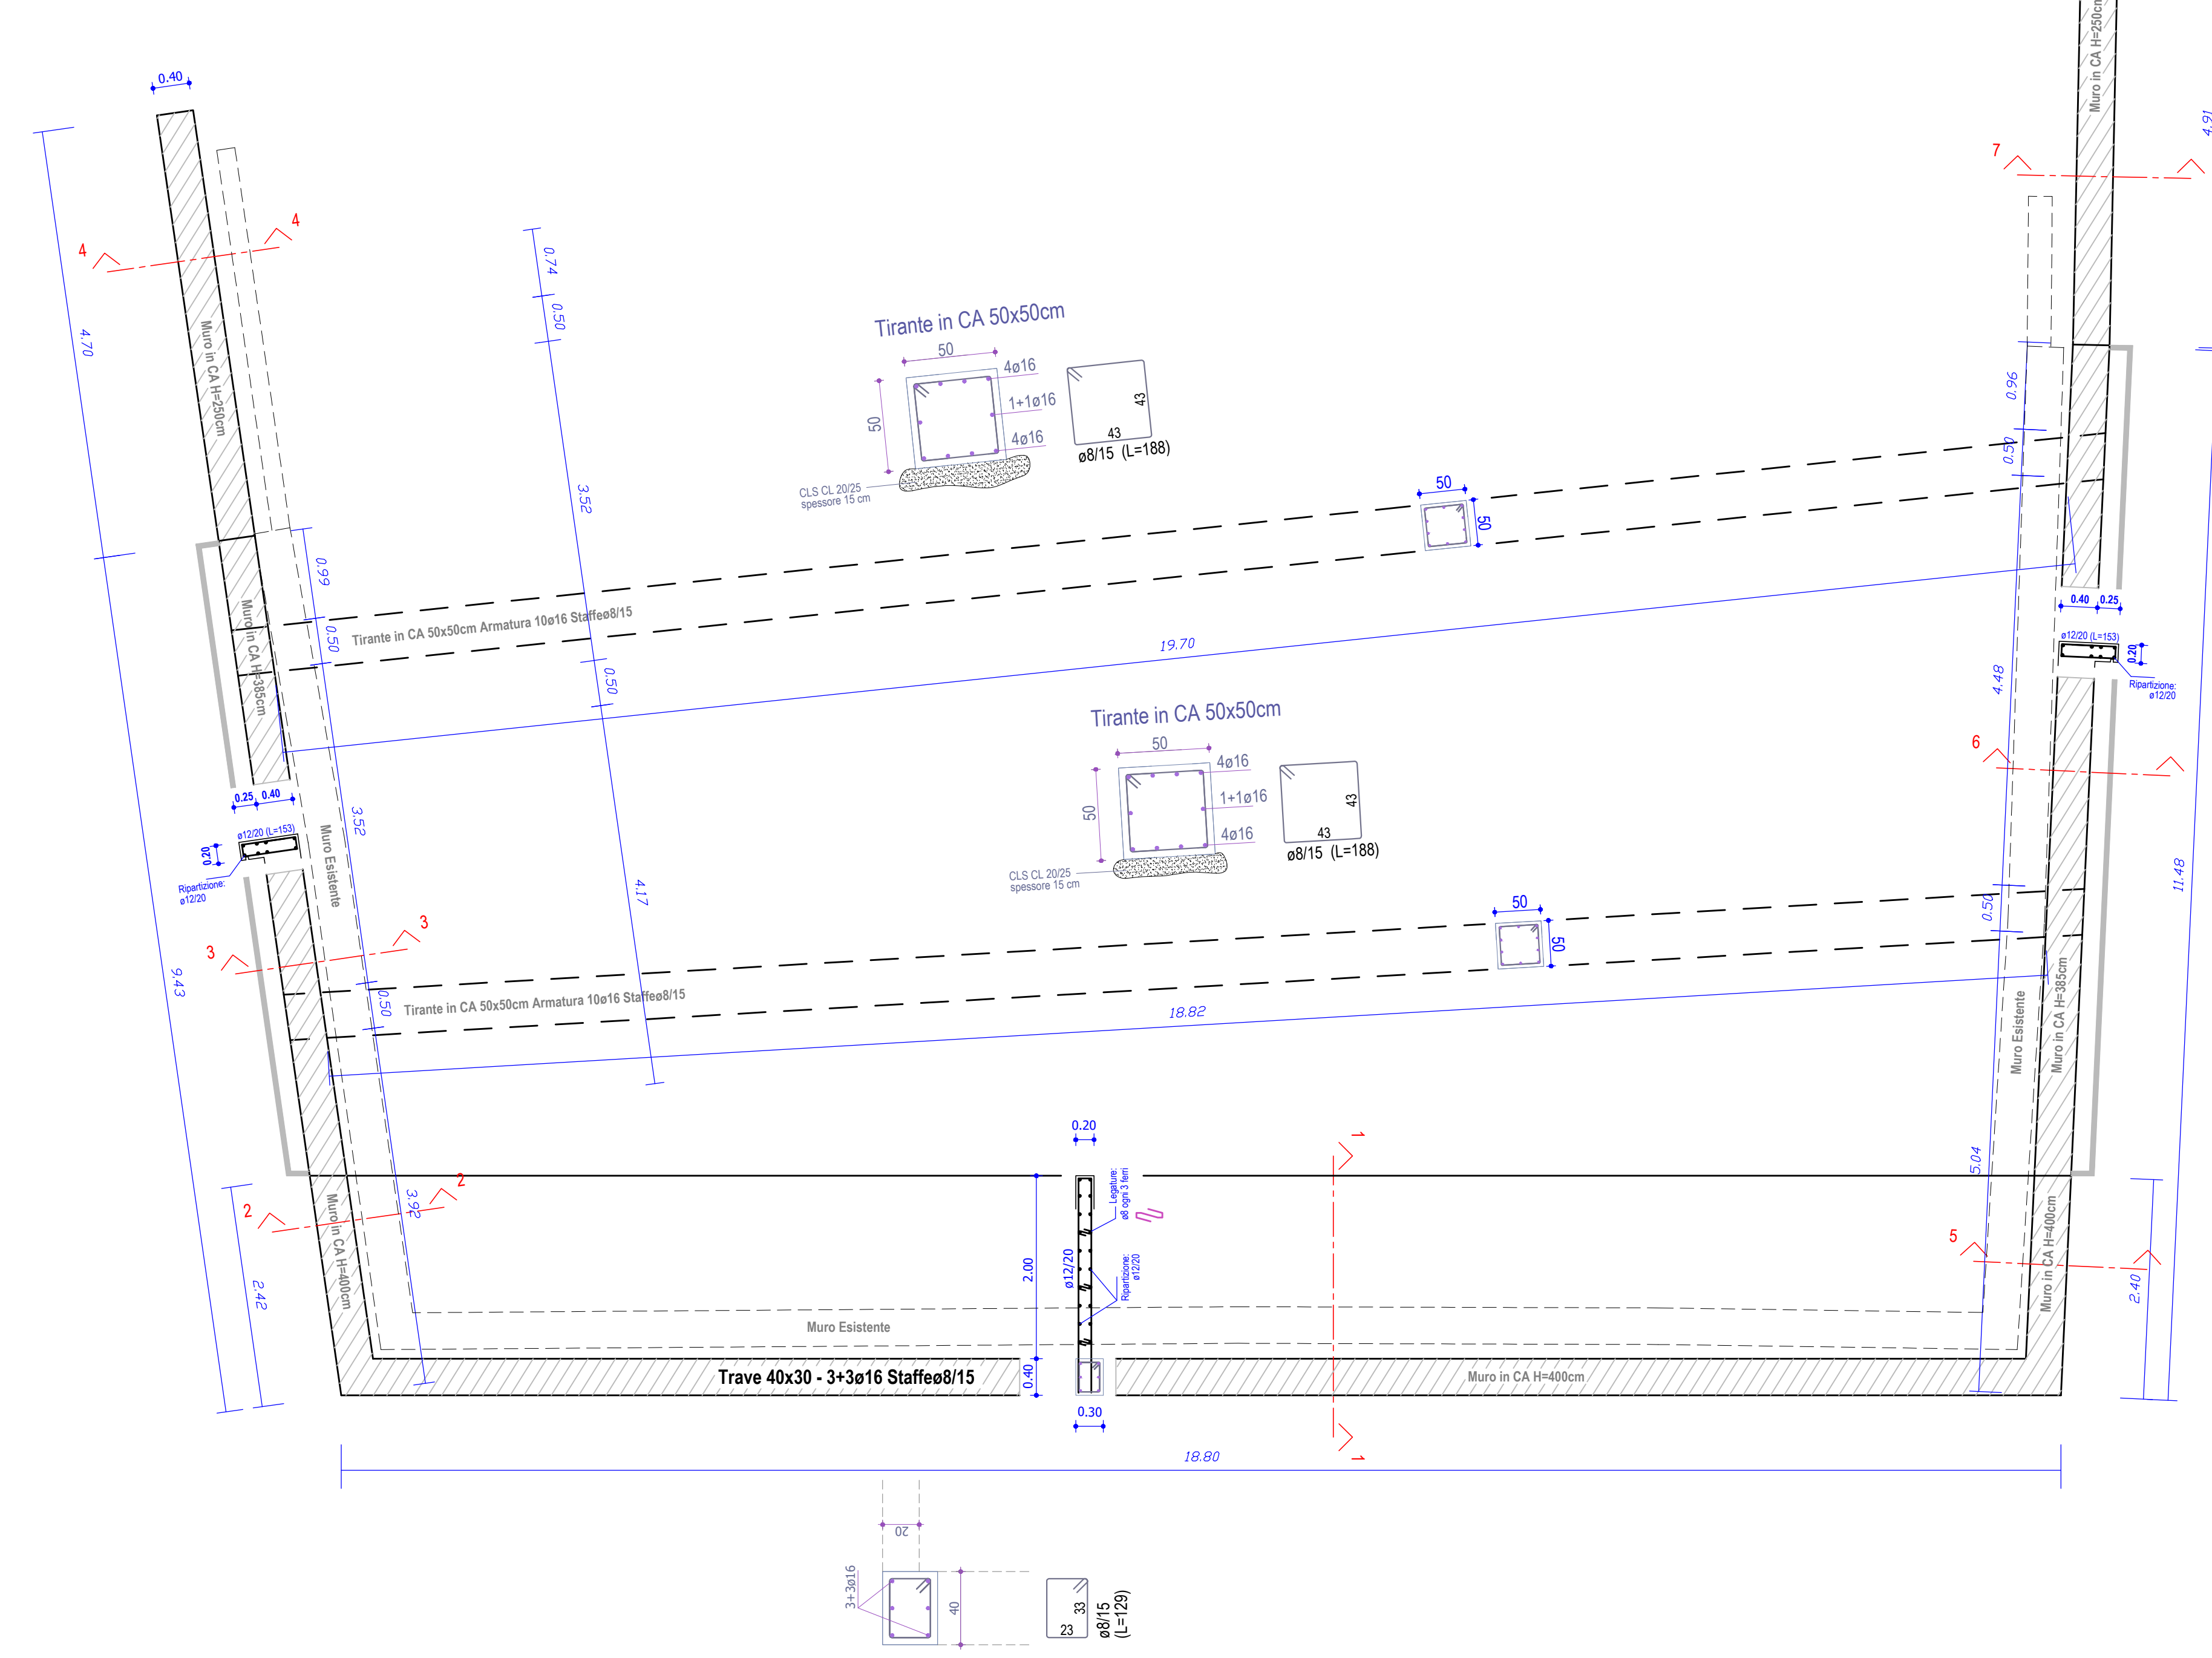 Muro in CA H=250cm
0.40
4.91
7
4
4
0.74
0.50
Tirante in CA 50x50cm
50
4ø16
1+1ø16
4ø16
50
43
43
ø8/15 (L=188)
CLS CL 20/25
spessore 15 cm
4.70
Muro in CA H=250cm
0.96
0.50
3.52
50
50
0.99
0.50
Muro in CA H=385cm
Tirante in CA 50x50cm Armatura 10ø16 Staffeø8/15
19.70
0.50
0.40
0.25
ø12/20 (L=153)
0.20
Ripartizione:
ø12/20
4.48
Tirante in CA 50x50cm
50
4ø16
1+1ø16
4ø16
50
43
43
ø8/15 (L=188)
CLS CL 20/25
spessore 15 cm
6
0.25
0.40
ø12/20 (L=153)
0.20
Ripartizione:
ø12/20
3.52
Muro Esistente
4.17
11.48
3
3
50
50
0.50
9.43
0.50
Tirante in CA 50x50cm Armatura 10ø16 Staffeø8/15
18.82
Muro Esistente
Muro in CA H=385cm
0.20
1
5.04
2
2
3.92
Muro in CA H=400cm
2.42
2.00
ø12/20
Legature:
ø8 ogni 3 ferri
Ripartizione:
ø12/20
5
Muro in CA H=400cm
2.40
Muro Esistente
Trave 40x30 - 3+3ø16 Staffeø8/15
0.40
Muro in CA H=400cm
0.30
1
18.80
20
3+3ø16
40
33
23
ø8/15
(L=129)